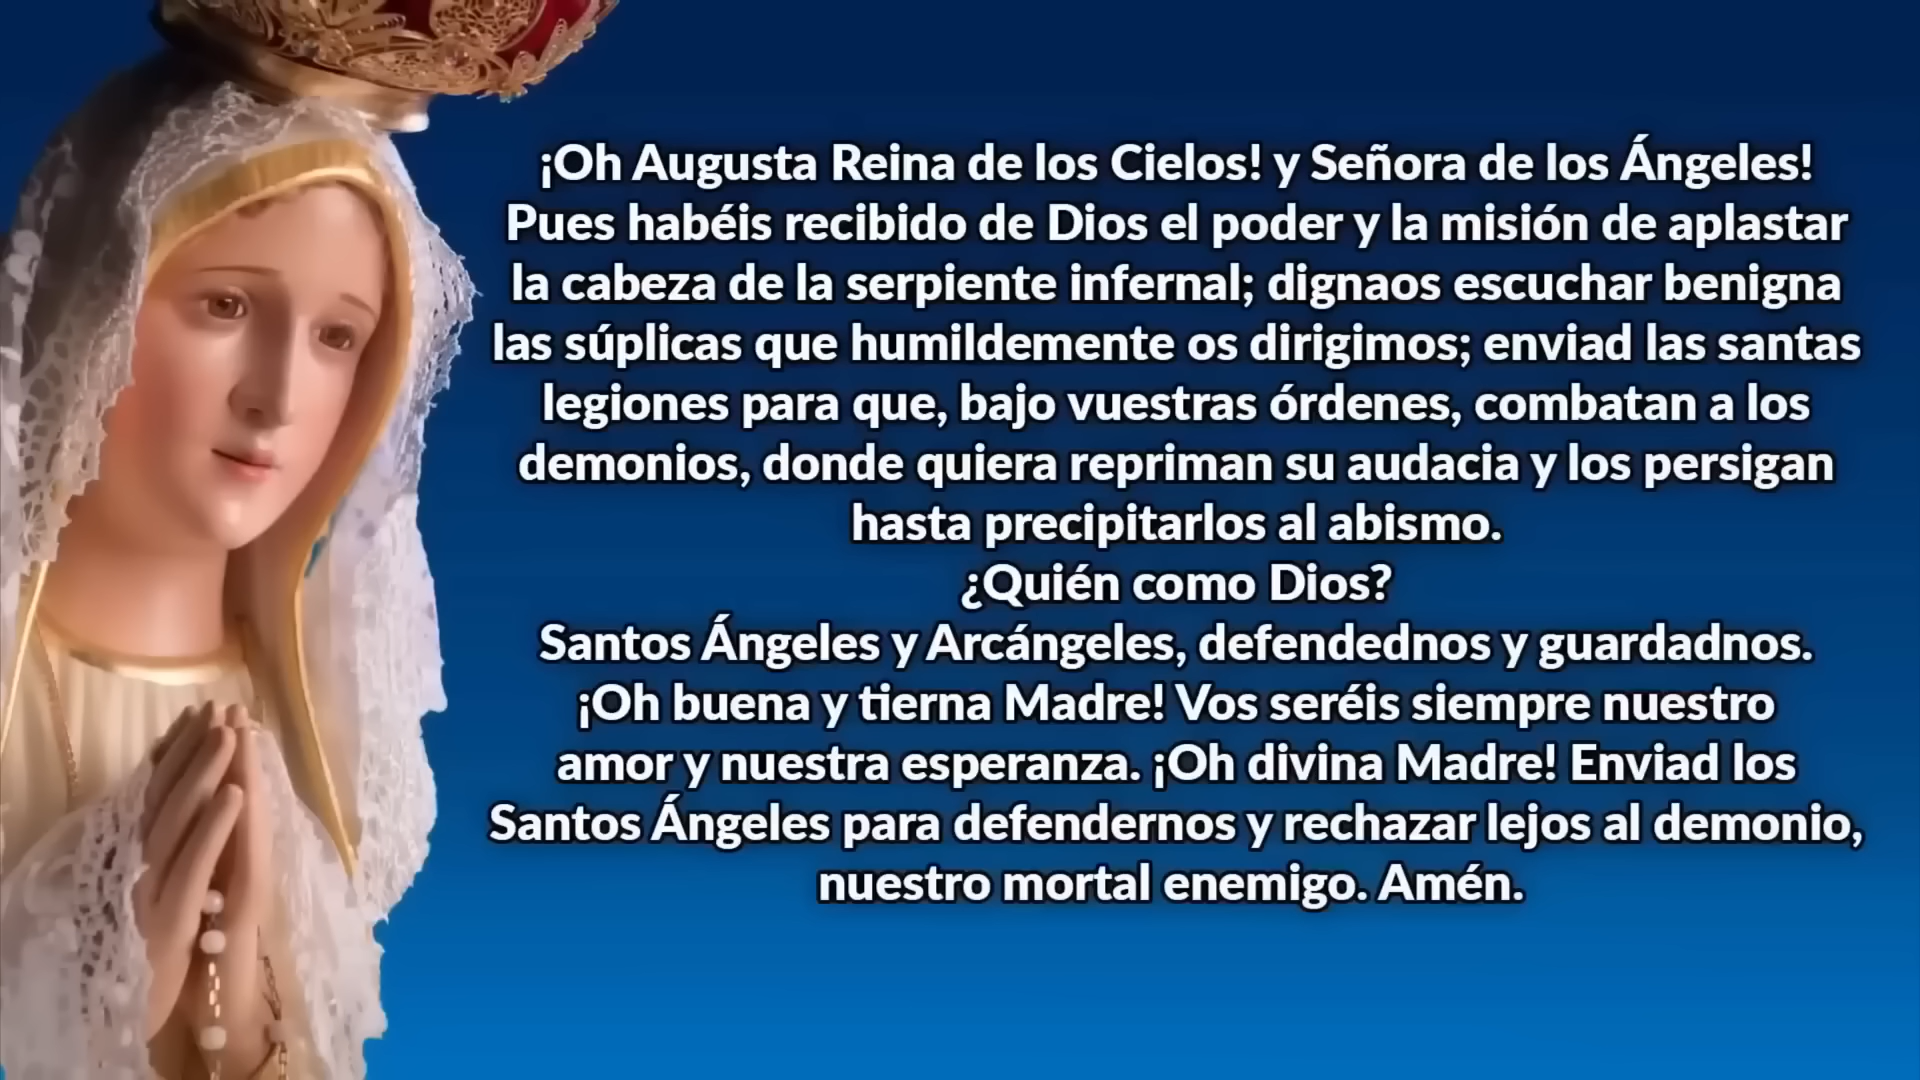 ¡Oh Augusta Reina de los Cielos! y Señora de los Ángeles!
Pues habéis recibido de Dios el poder y la misión de aplastar
la cabeza de la serpiente infernal; dignaos escuchar benigna
las súplicas que humildemente os dirigimos; enviad las santas
legiones para que, bajo vuestras órdenes, combatan a los
demonios, donde quiera repriman su audacia y los persigan
hasta precipitarlos al abismo.
¿Quién como Dios?
Santos Ángeles y Arcángeles, defendednos y guardadnos.
¡Oh buena y tierna Madre! Vos seréis siempre nuestro
amor y nuestra esperanza. ¡Oh divina Madre! Enviad los
Santos Ángeles para defendernos y rechazar lejos al demonio,
nuestro mortal enemigo. Amén.